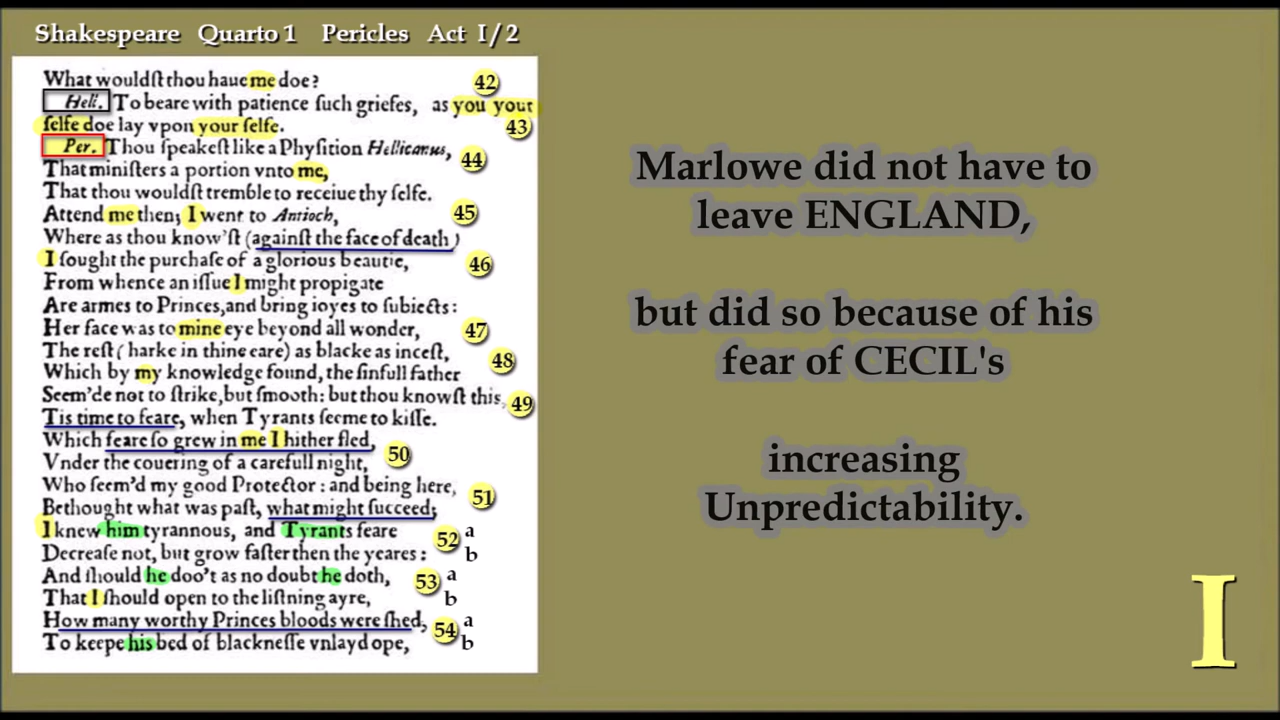 Shakespeare Quarto 1 Pericles Act I / 2
What wouldſt thou haue me doe? 42
Hell. To beare with patience ſuch griefes, as you your
ſelfe doe lay vpon your ſelfe. 43
Per. Thou ſpeakeſt like a Phyſition Hellicanus, 44
That miniſters a portion vnto me,
That thou wouldſt tremble to receiue thy ſelfe.
Attend me then; I went to Antioch, 45
Where as thou know'ſt (againſt the face of death)
I ſought the purchaſe of a glorious beautie, 46
From whence an iſſue I might propigate
Are armes to Princes, and bring ioyes to ſubiects:
Her face was to mine eye beyond all wonder, 47
The reſt (harke in thine eare) as blacke as inceſt, 48
Which by my knowledge found, the ſinfull father
Seem'de not to ſtrike, but ſmooth: but thou knowſt this, 49
Tis time to feare, when Tyrants ſeeme to kiſſe.
Which feare ſo grew in me I hither fled, 50
Vnder the couering of a carefull night,
Who ſeem'd my good Protector: and being here, 51
Bethought what was paſt, what might ſucceed;
I knew him tyrannous, and Tyrants feare 52 a
Decreaſe not, but grow faſter then the yeares: b
And ſhould he doo't as no doubt he doth, 53 a
That I ſhould open to the liſtning ayre, b
How many worthy Princes bloods were ſhed, 54 a
To keepe his bed of blackneſſe vnlayd ope, b
Marlowe did not have to
leave ENGLAND,
but did so because of his
fear of CECIL's
increasing
Unpredictability.
I